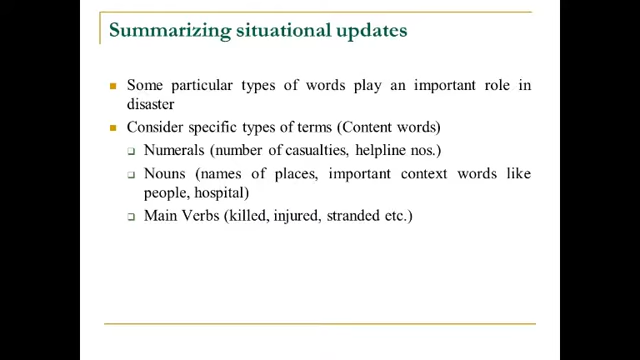 Summarizing situational updates
Some particular types of words play an important role in
disaster
Consider specific types of terms (Content words)
Numerals (number of casualties, helpline nos.)
Nouns (names of places, important context words like
people, hospital)
Main Verbs (killed, injured, stranded etc.)